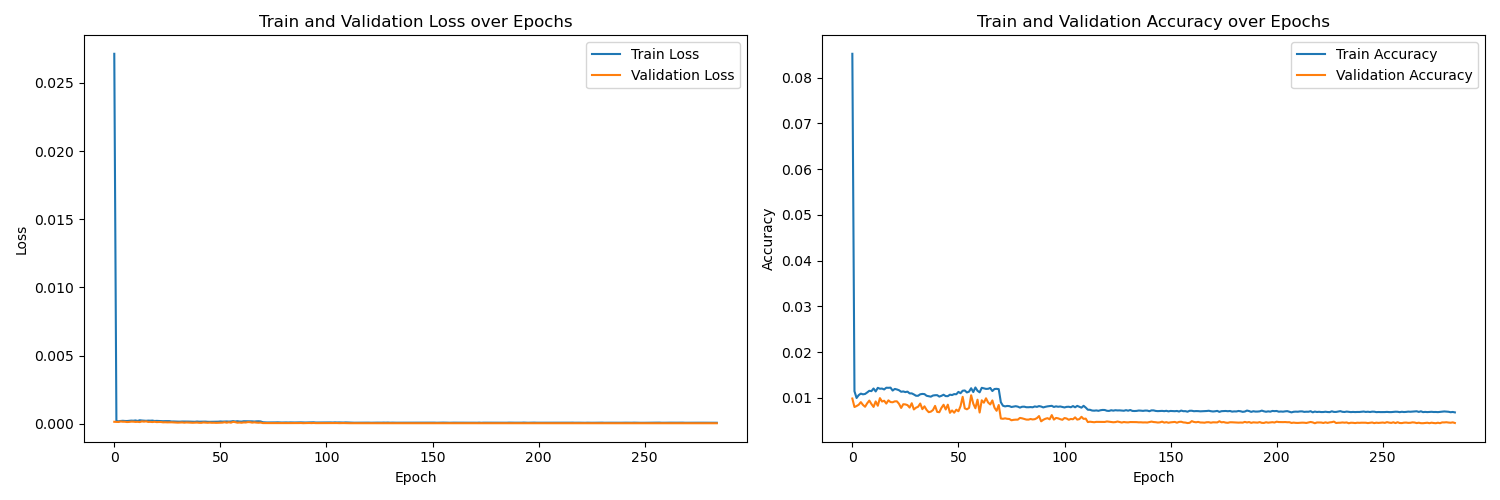 Train and Validation Loss over Epochs
Train Loss
Validation Loss
0.025
0.020
0.015
0.010
0.005
0.000
Loss
0
50
100
150
200
250
Epoch
Train and Validation Accuracy over Epochs
Train Accuracy
Validation Accuracy
0.08
0.07
0.06
0.05
0.04
0.03
0.02
0.01
Accuracy
0
50
100
150
200
250
Epoch